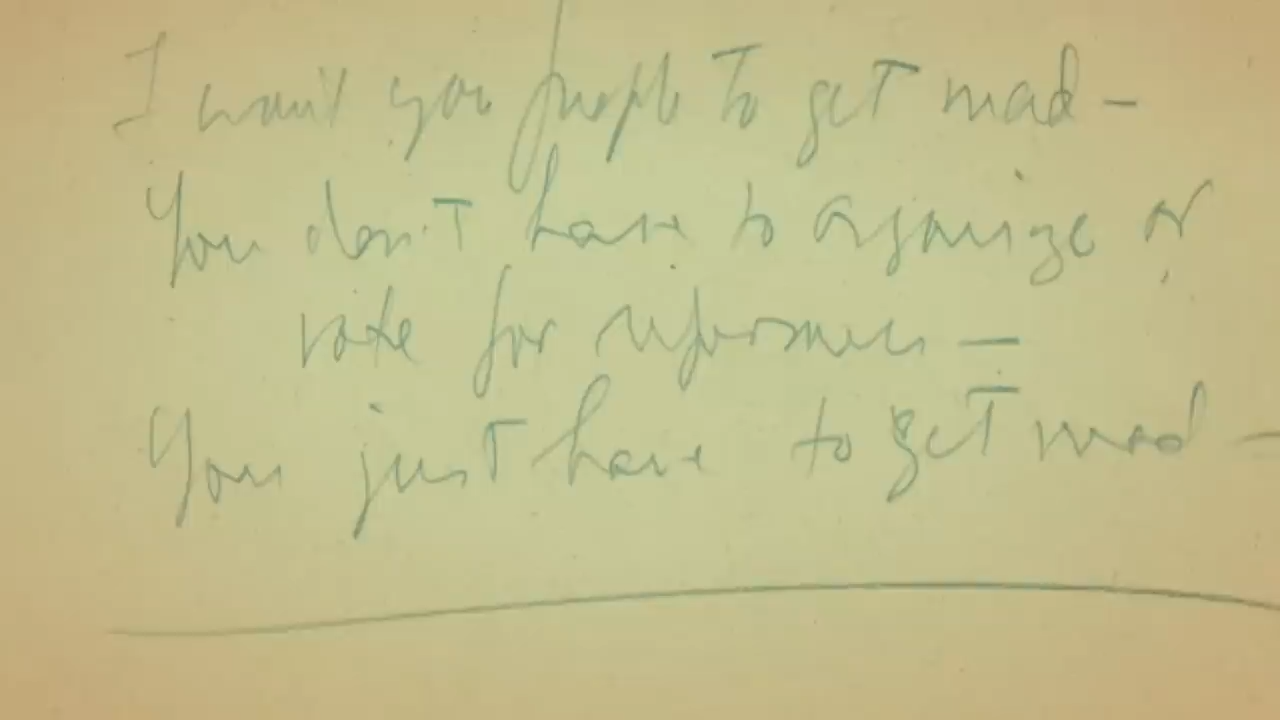 I want you people to get mad -
You don't have to organize or
vote for reformers —
You just have to get mad -